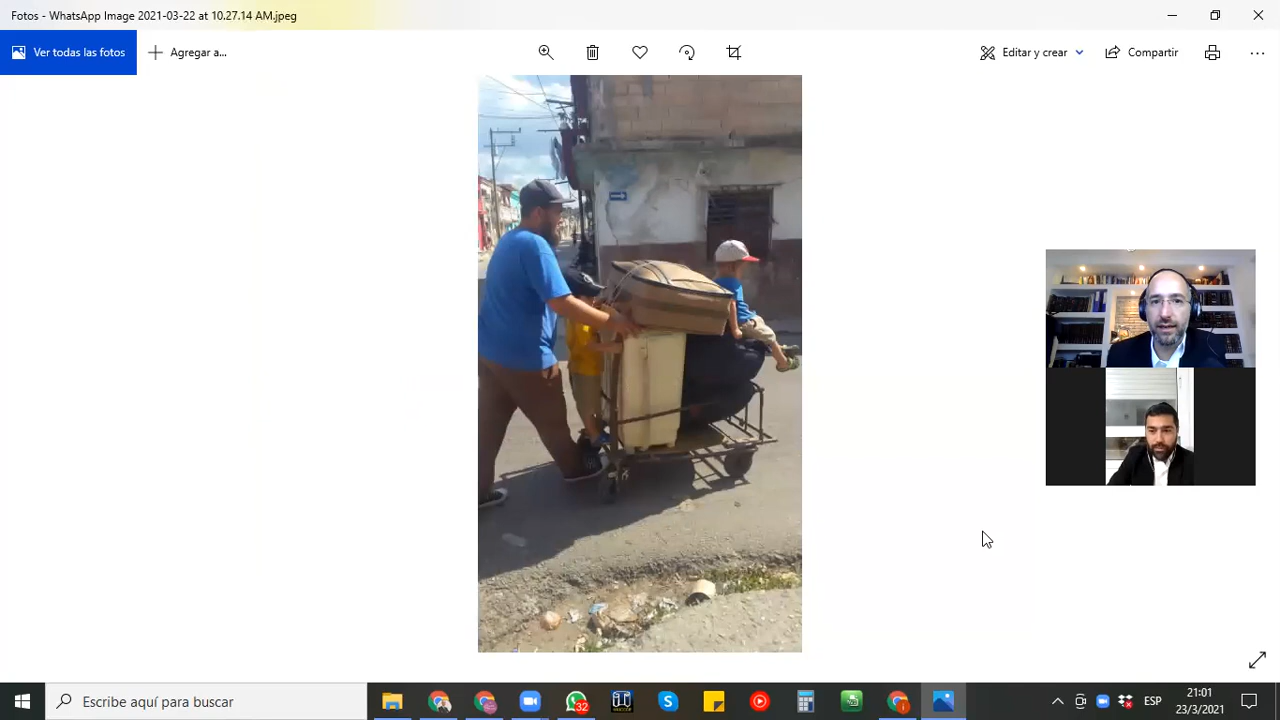 Fotos - WhatsApp Image 2021-03-22 at 10.27.14 AM.jpeg
Ver todas las fotos
Agregar a...
Editar y crear
Compartir
Escribe aquí para buscar
32
ESP
21:01
23/3/2021